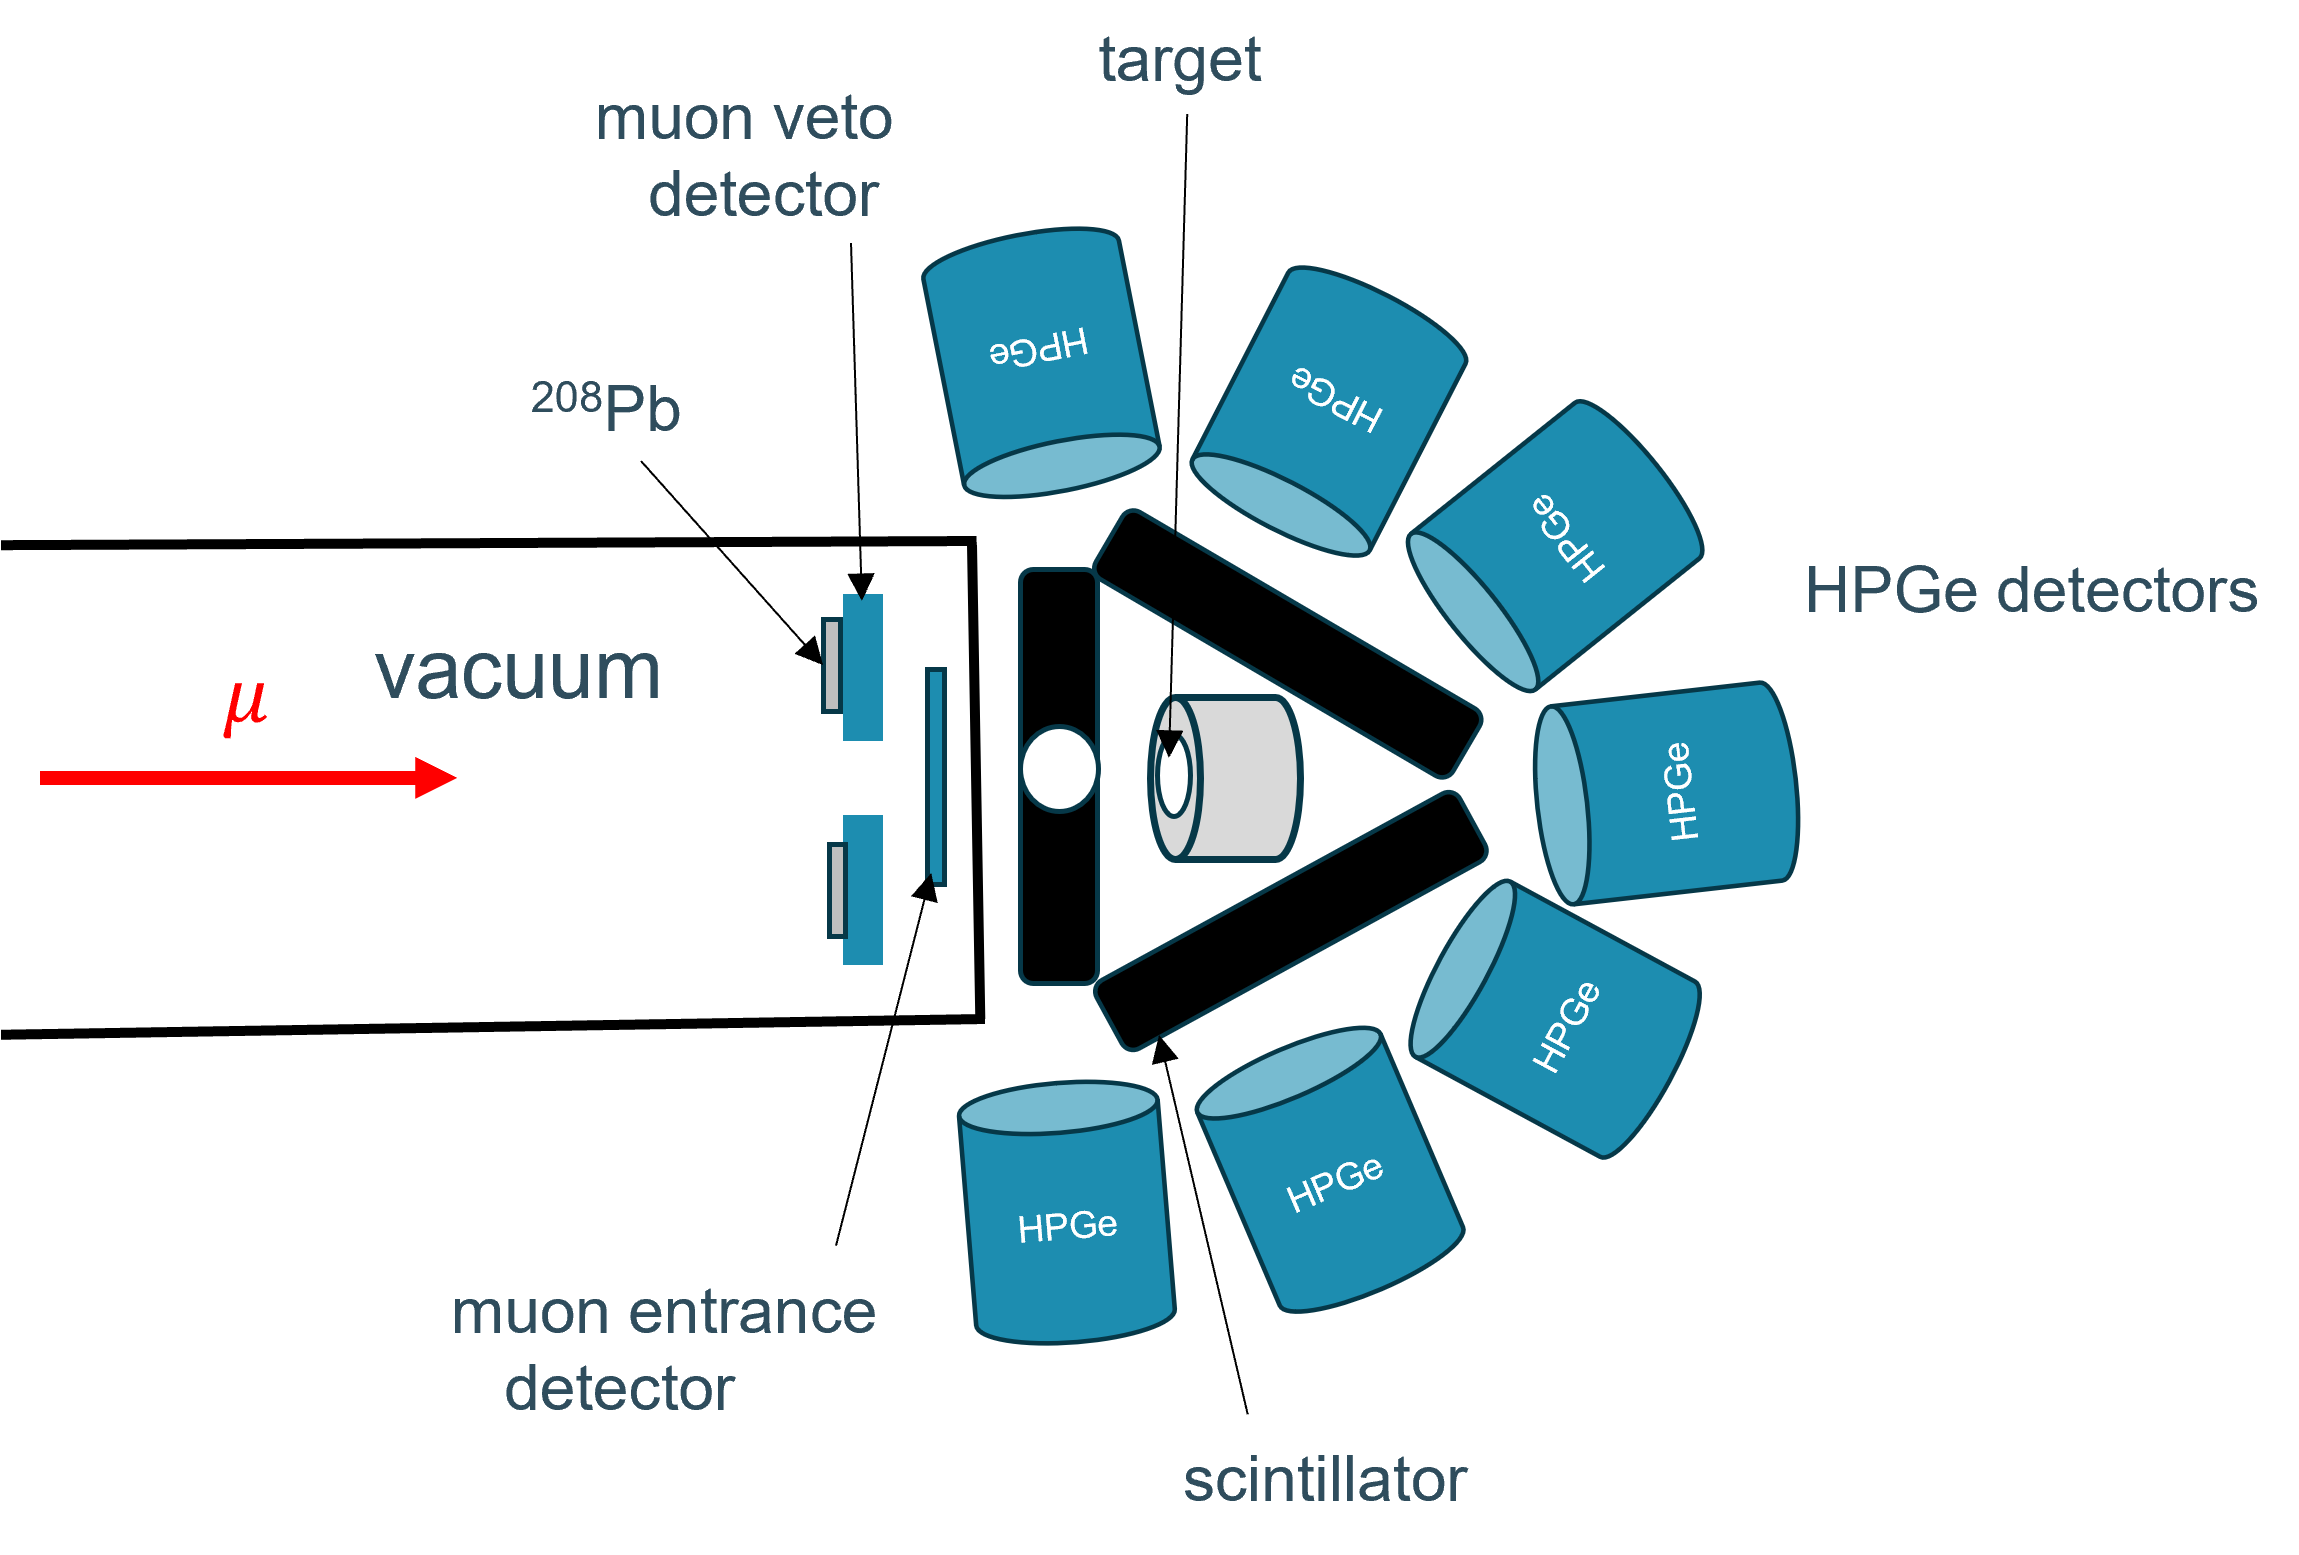 target
muon veto
detector
HPGe
HPGe
²⁰⁸Pb
HPGe
HPGe detectors
vacuum
μ
HPGe
HPGe
HPGe
HPGe
muon entrance
detector
scintillator